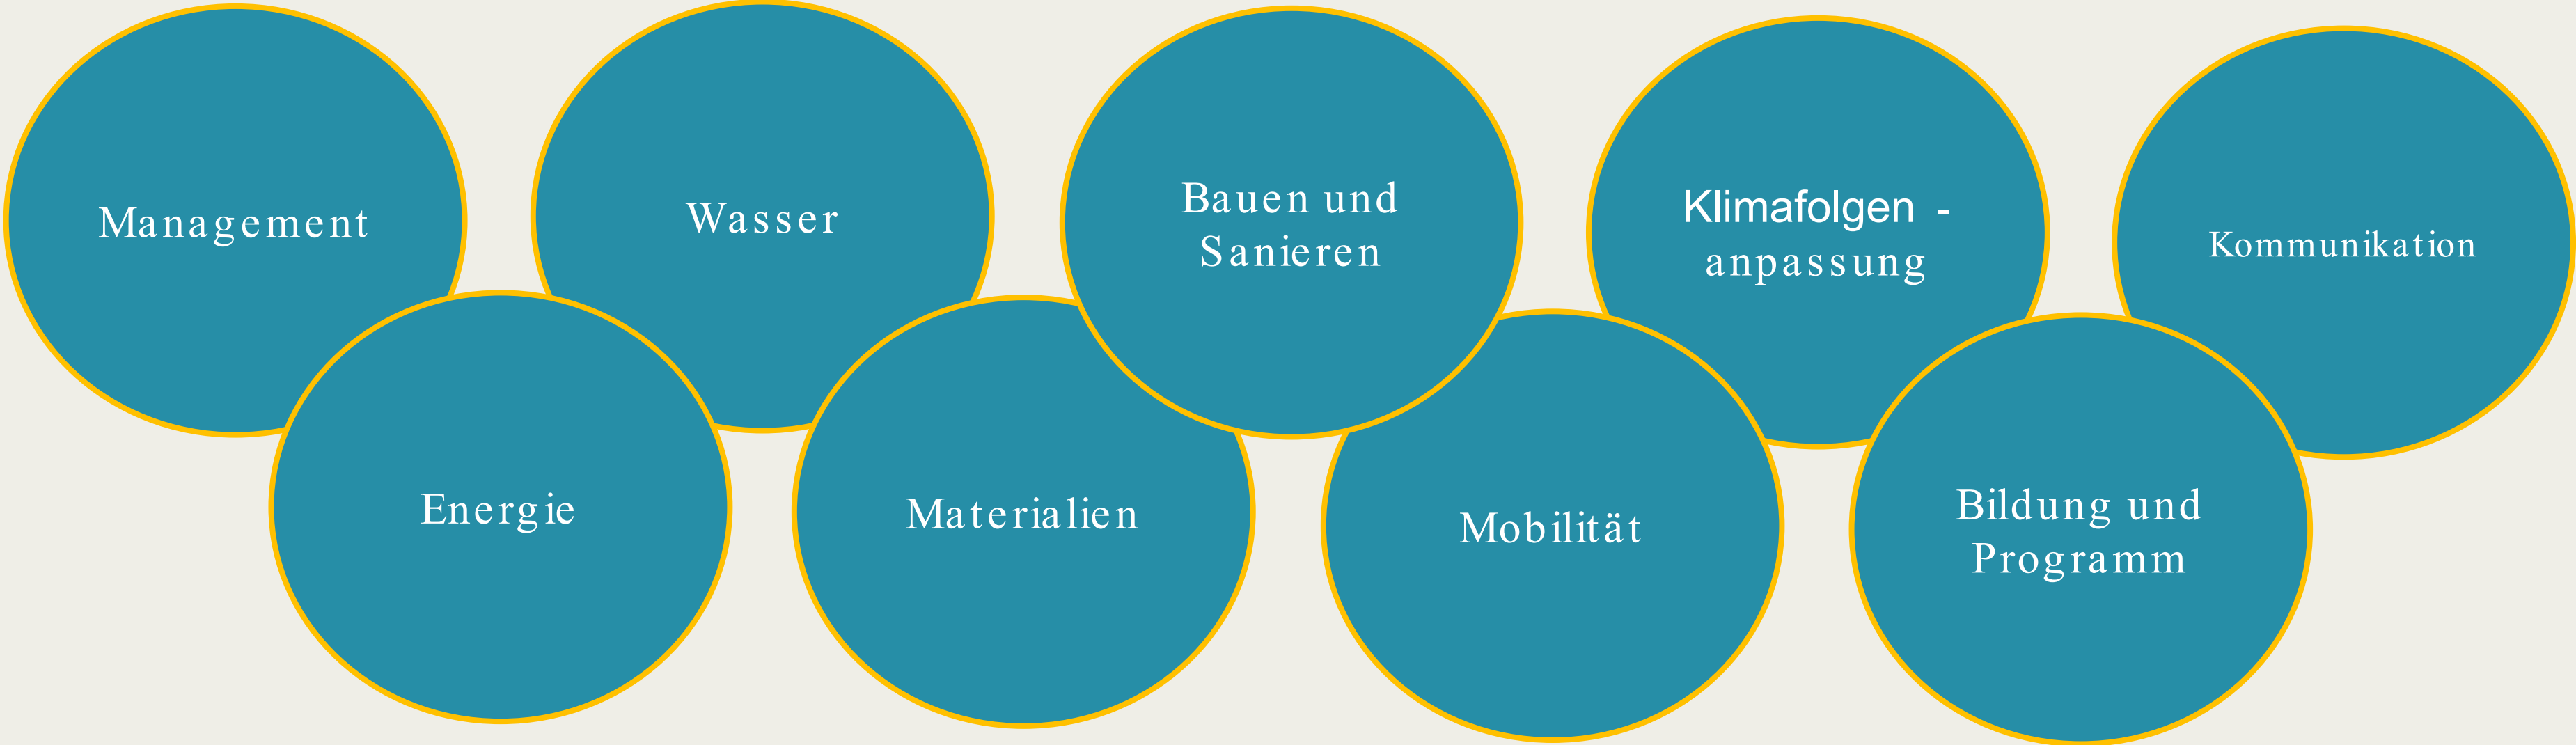 Management
Energie
Wasser
Materialien
Bauen und
Sanieren
Mobilität
Klimafolgen -
anpassung
Bildung und
Programm
Kommunikation